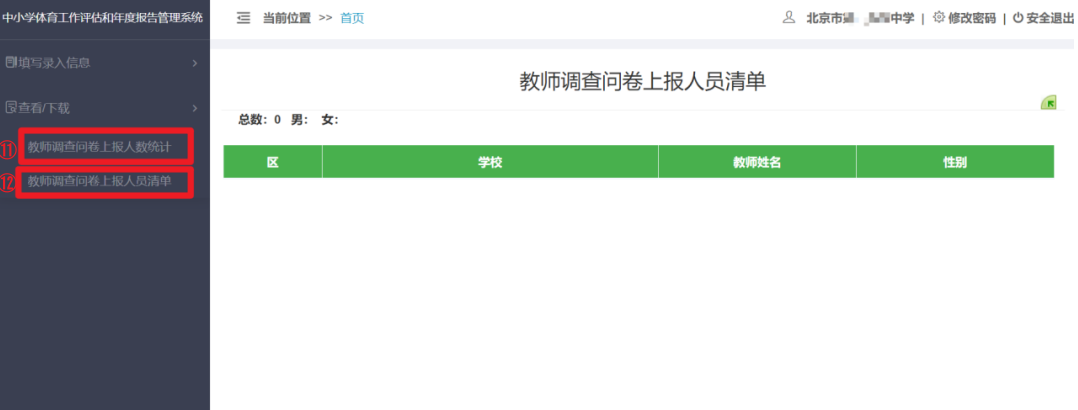 中小学体育工作评估和年度报告管理系统
当前位置 >> 首页
北京市 中学 | 修改密码 | 安全退出
填写录入信息
查看/下载
⑪ 教师调查问卷上报人数统计
⑫ 教师调查问卷上报人员清单
教师调查问卷上报人员清单
总数: 0 男: 女:
区 学校 教师姓名 性别